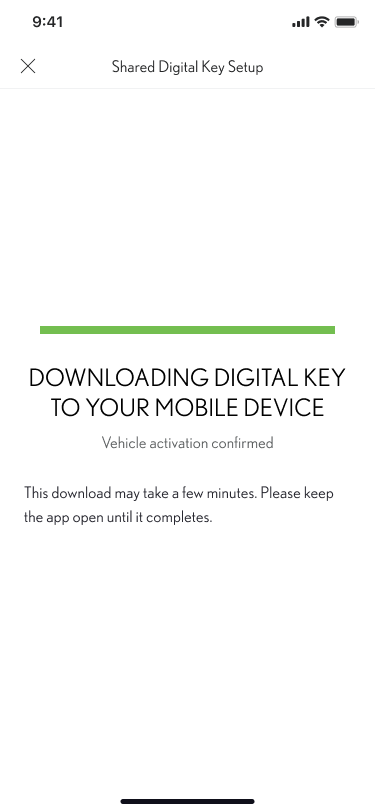 9:41
Shared Digital Key Setup
DOWNLOADING DIGITAL KEY
TO YOUR MOBILE DEVICE
Vehicle activation confirmed
This download may take a few minutes. Please keep
the app open until it completes.